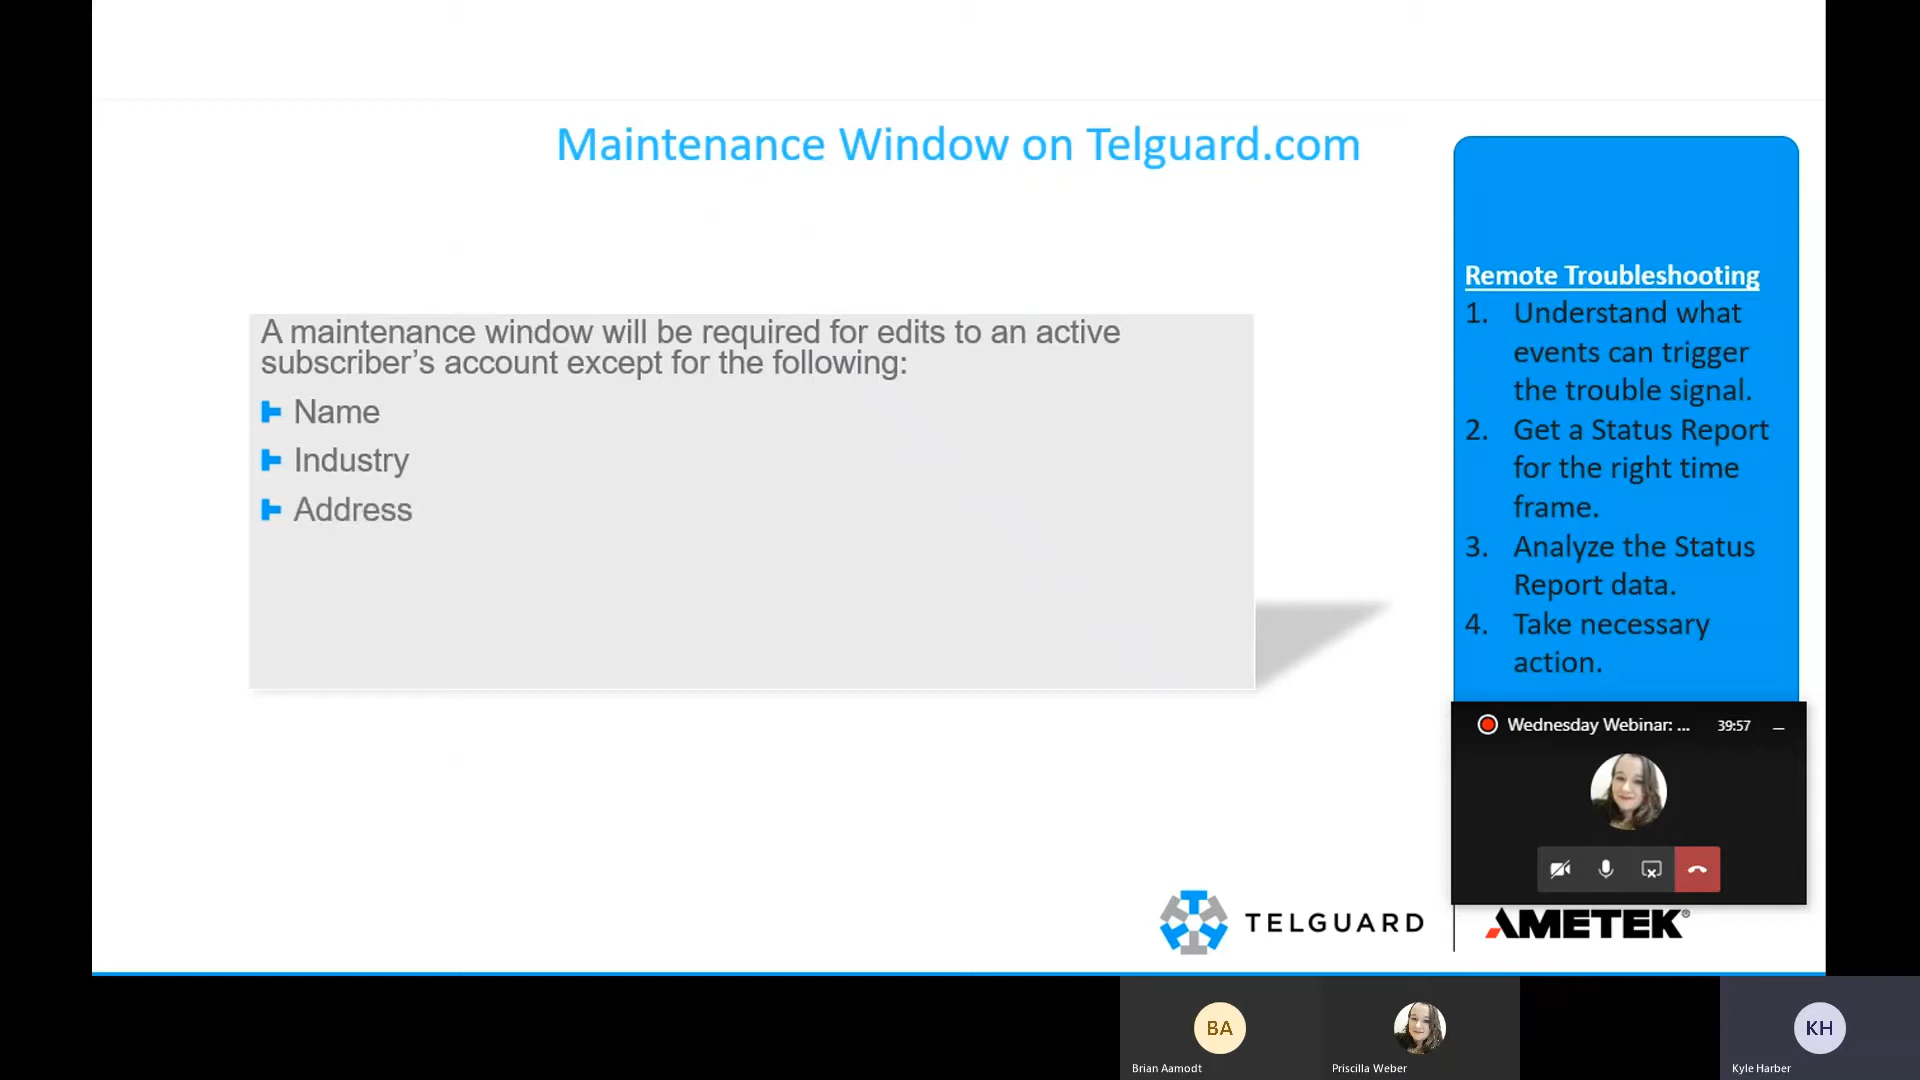 Maintenance Window on Telguard.com
A maintenance window will be required for edits to an active
subscriber’s account except for the following:
Name
Industry
Address
Remote Troubleshooting
1. Understand what
events can trigger
the trouble signal.
2. Get a Status Report
for the right time
frame.
3. Analyze the Status
Report data.
4. Take necessary
action.
Wednesday Webinar: ... 39:57
TELGUARD
AMETEK®
BA
Brian Aamodt
Priscilla Weber
KH
Kyle Harber